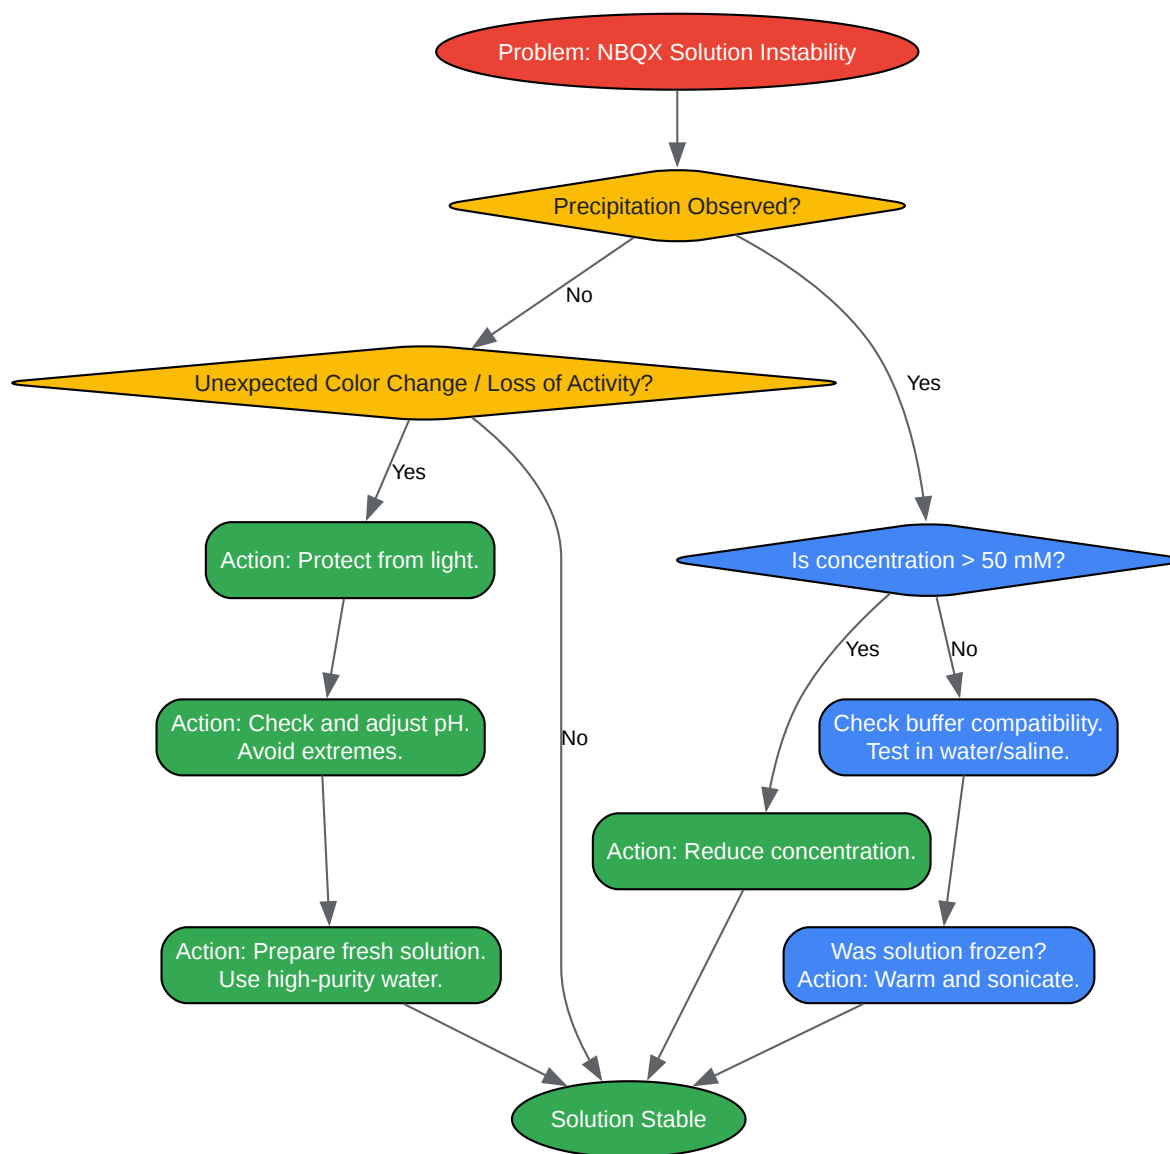 Problem: NBQX Solution Instability
Precipitation Observed?
No
Unexpected Color Change / Loss of Activity?
Yes
Yes
Action: Protect from light.
Is concentration > 50 mM?
Yes
No
Action: Check and adjust pH.
Avoid extremes.
No
Check buffer compatibility.
Test in water/saline.
Action: Reduce concentration.
Action: Prepare fresh solution.
Use high-purity water.
Was solution frozen?
Action: Warm and sonicate.
Solution Stable